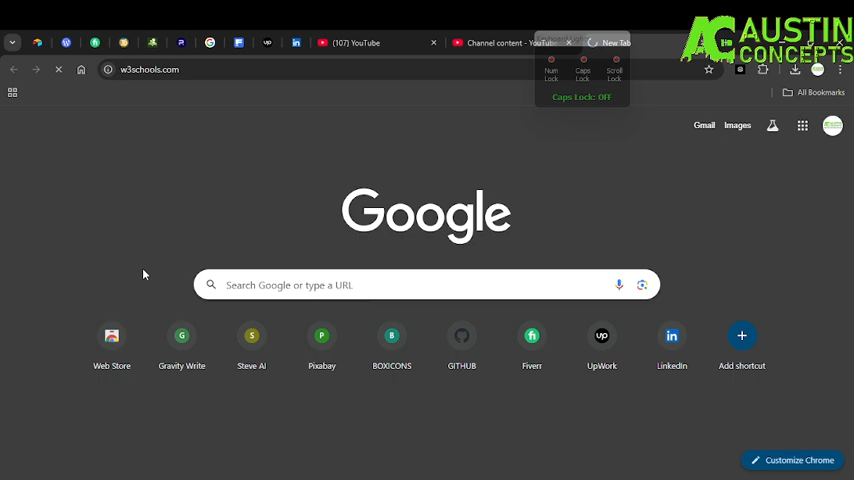 AUSTIN
CONCEPTS
(107) YouTube
Channel content - YouTub
New Tab
w3schools.com
Num Lock
Caps Lock
Scroll Lock
Caps Lock: OFF
All Bookmarks
Gmail
Images
Google
Search Google or type a URL
Web Store
Gravity Write
Steve AI
Pixabay
BOXICONS
GITHUB
Fiverr
UpWork
LinkedIn
Add shortcut
Customize Chrome